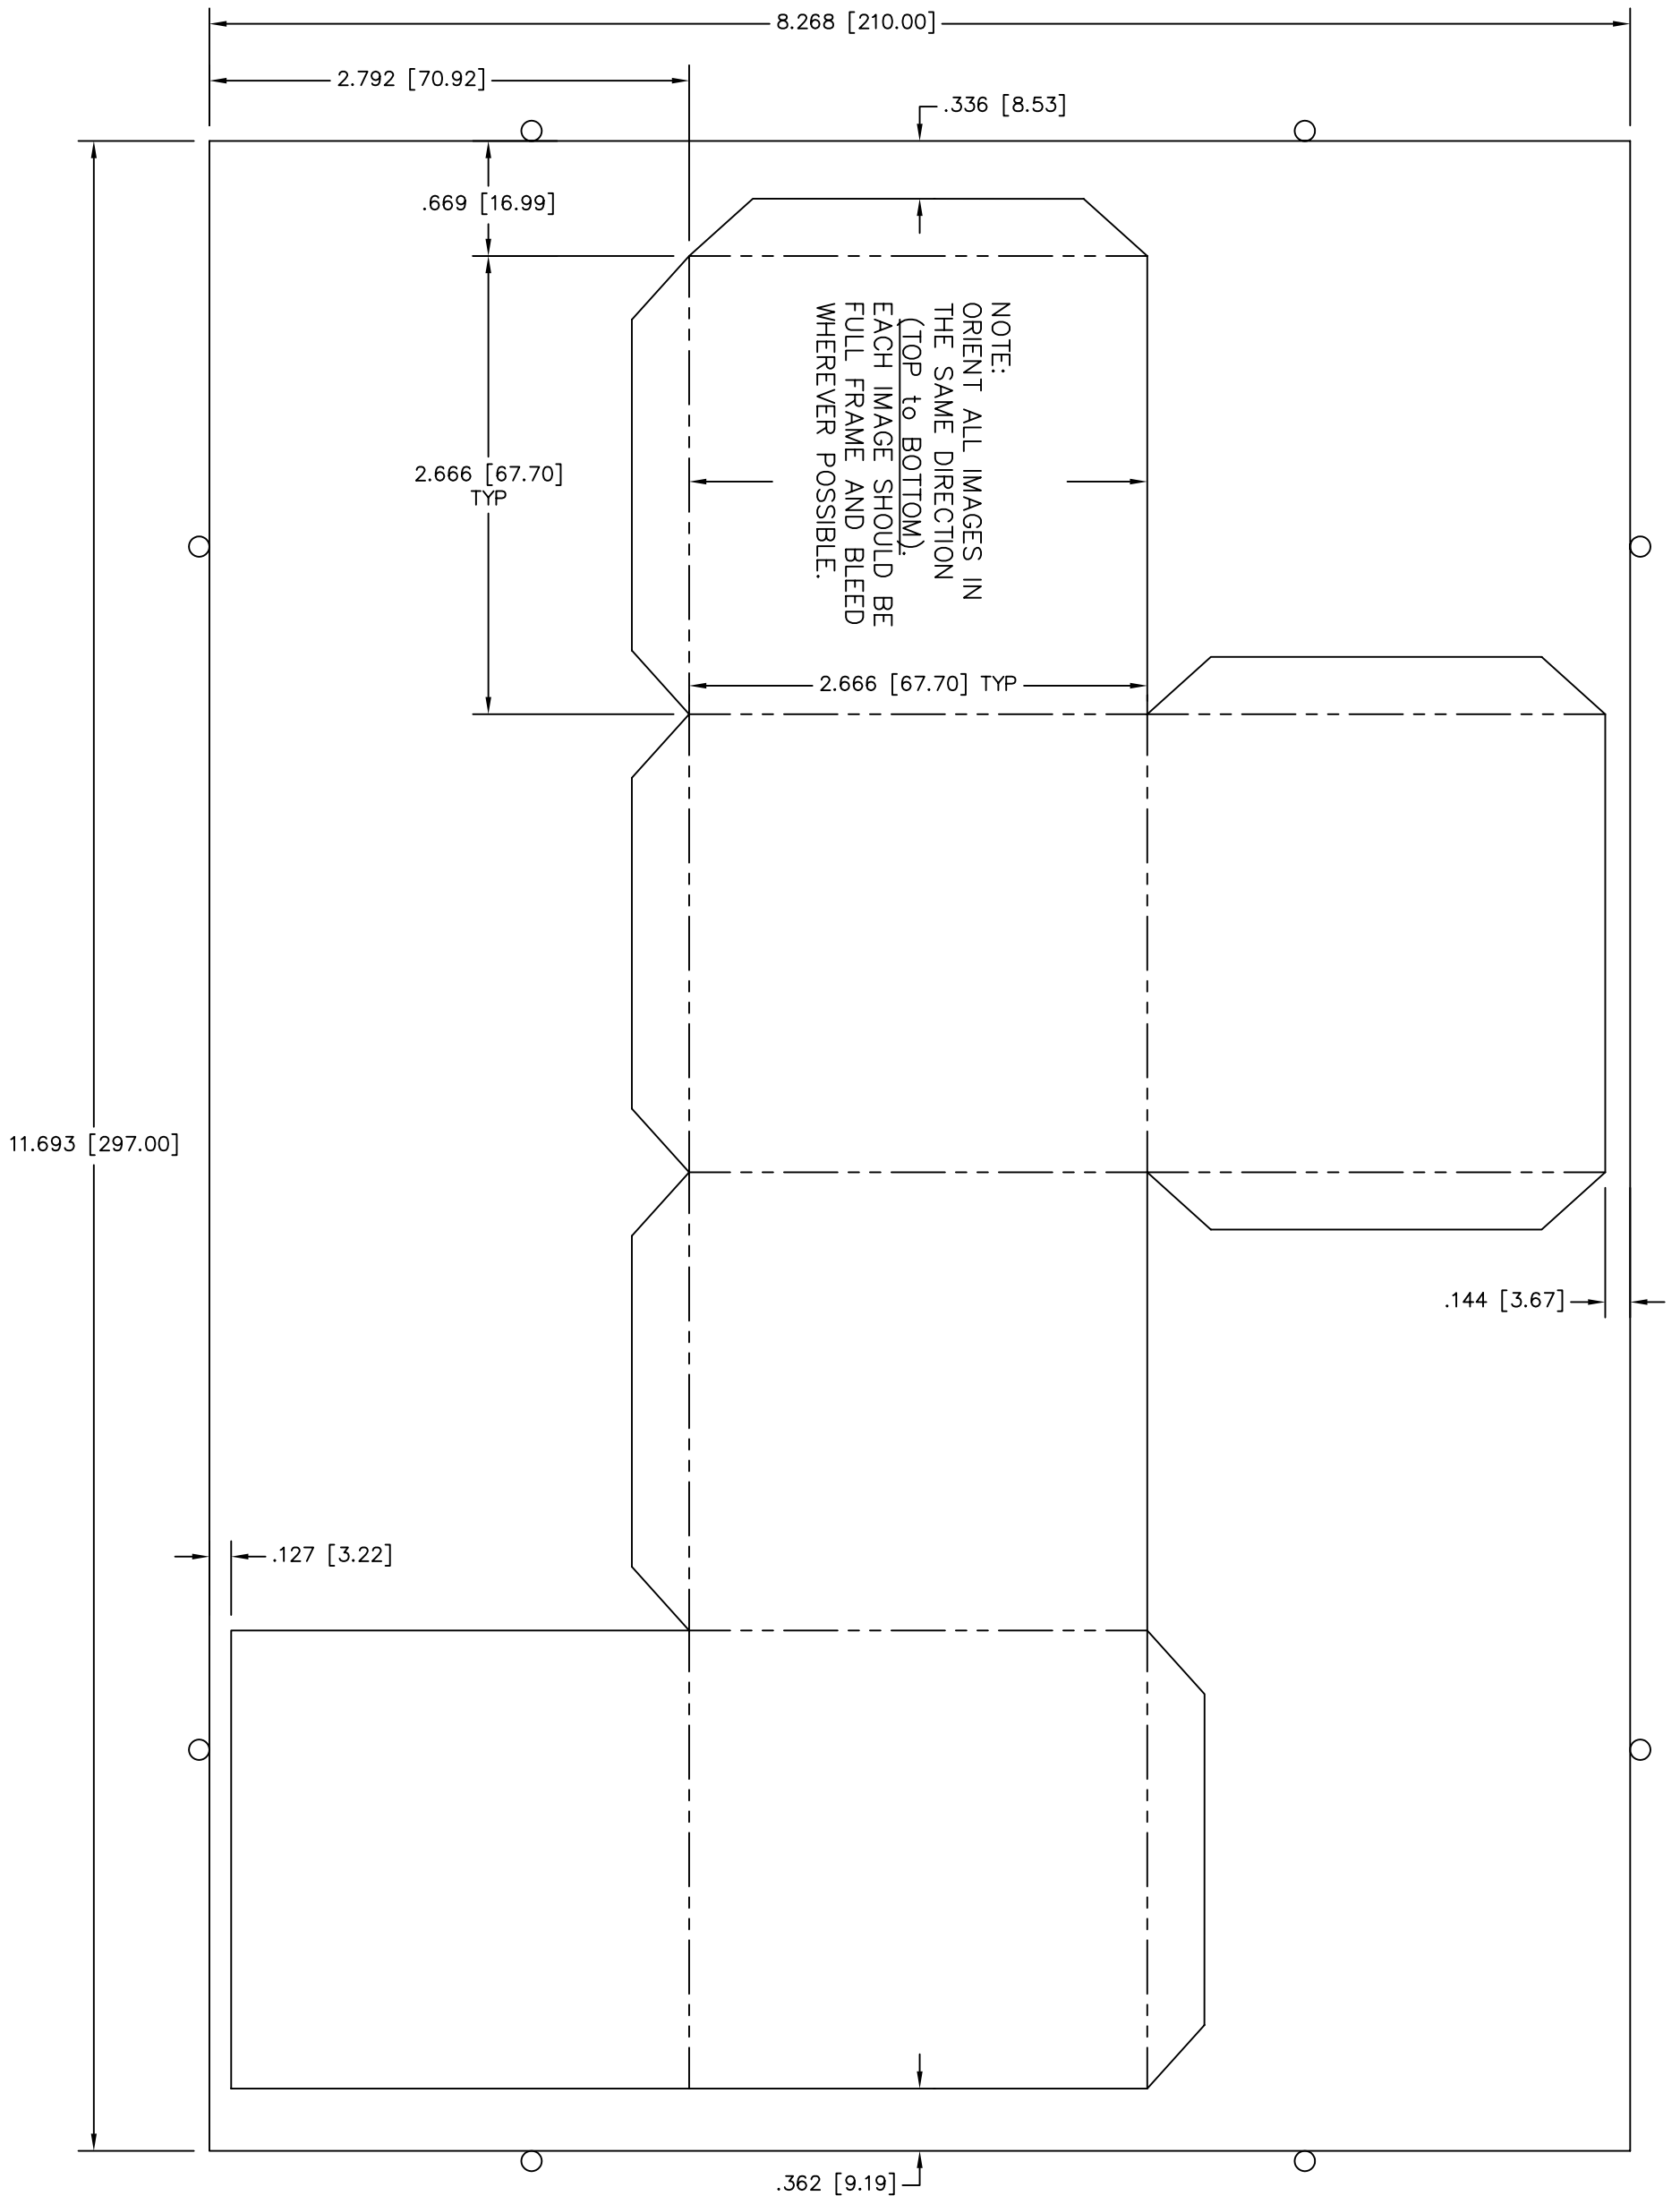 8.268 [210.00]
2.792 [70.92]
.336 [8.53]
.669 [16.99]
NOTE:
ORIENT ALL IMAGES IN
THE SAME DIRECTION
(TOP to BOTTOM).
EACH IMAGE SHOULD BE
FULL FRAME AND BLEED
WHEREVER POSSIBLE.
2.666 [67.70]
TYP
2.666 [67.70] TYP
11.693 [297.00]
.144 [3.67]
.127 [3.22]
.362 [9.19]